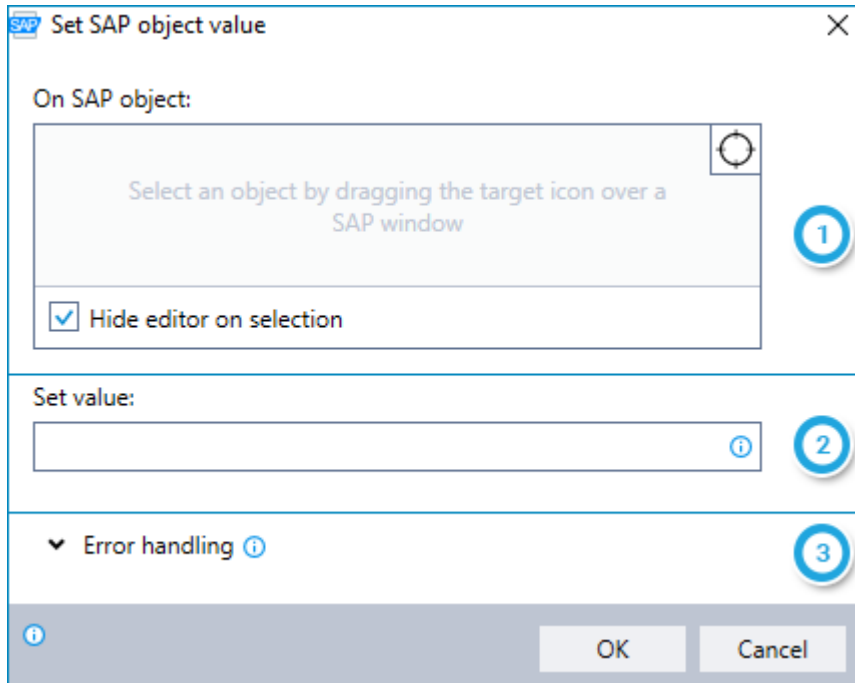 SAP Set SAP object value
On SAP object:
Select an object by dragging the target icon over a
SAP window
1
Hide editor on selection
Set value:
2
Error handling
3
OK Cancel